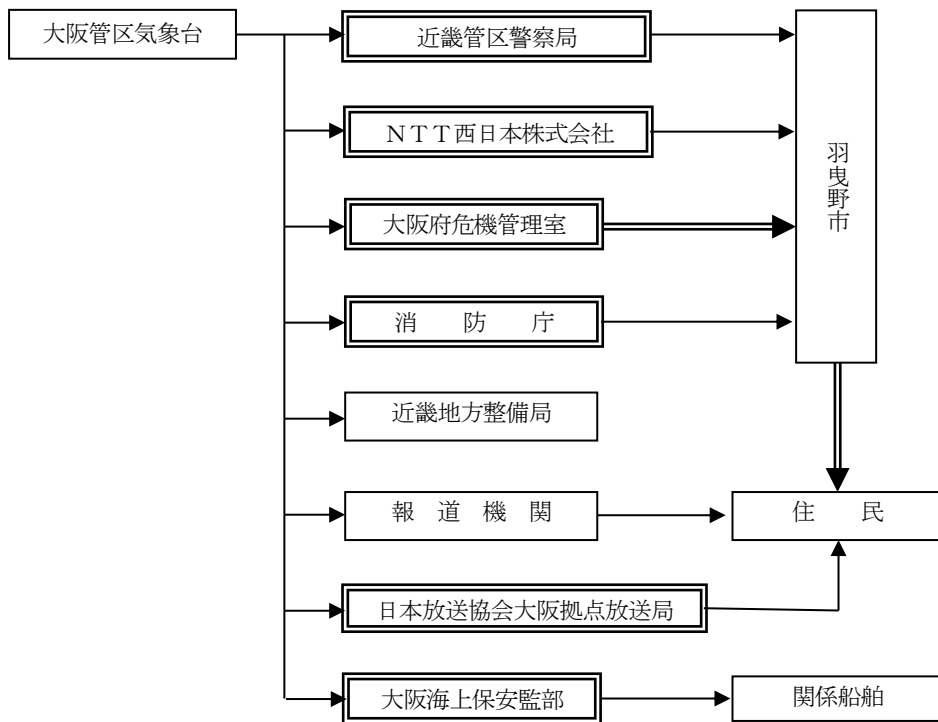 大阪管区気象台
近畿管区警察局
ＮＴＴ西日本株式会社
大阪府危機管理室
消　防　庁
近畿地方整備局
報　道　機　関
日本放送協会大阪拠点放送局
大阪海上保安監部
羽曳野市
住　民
関係船舶